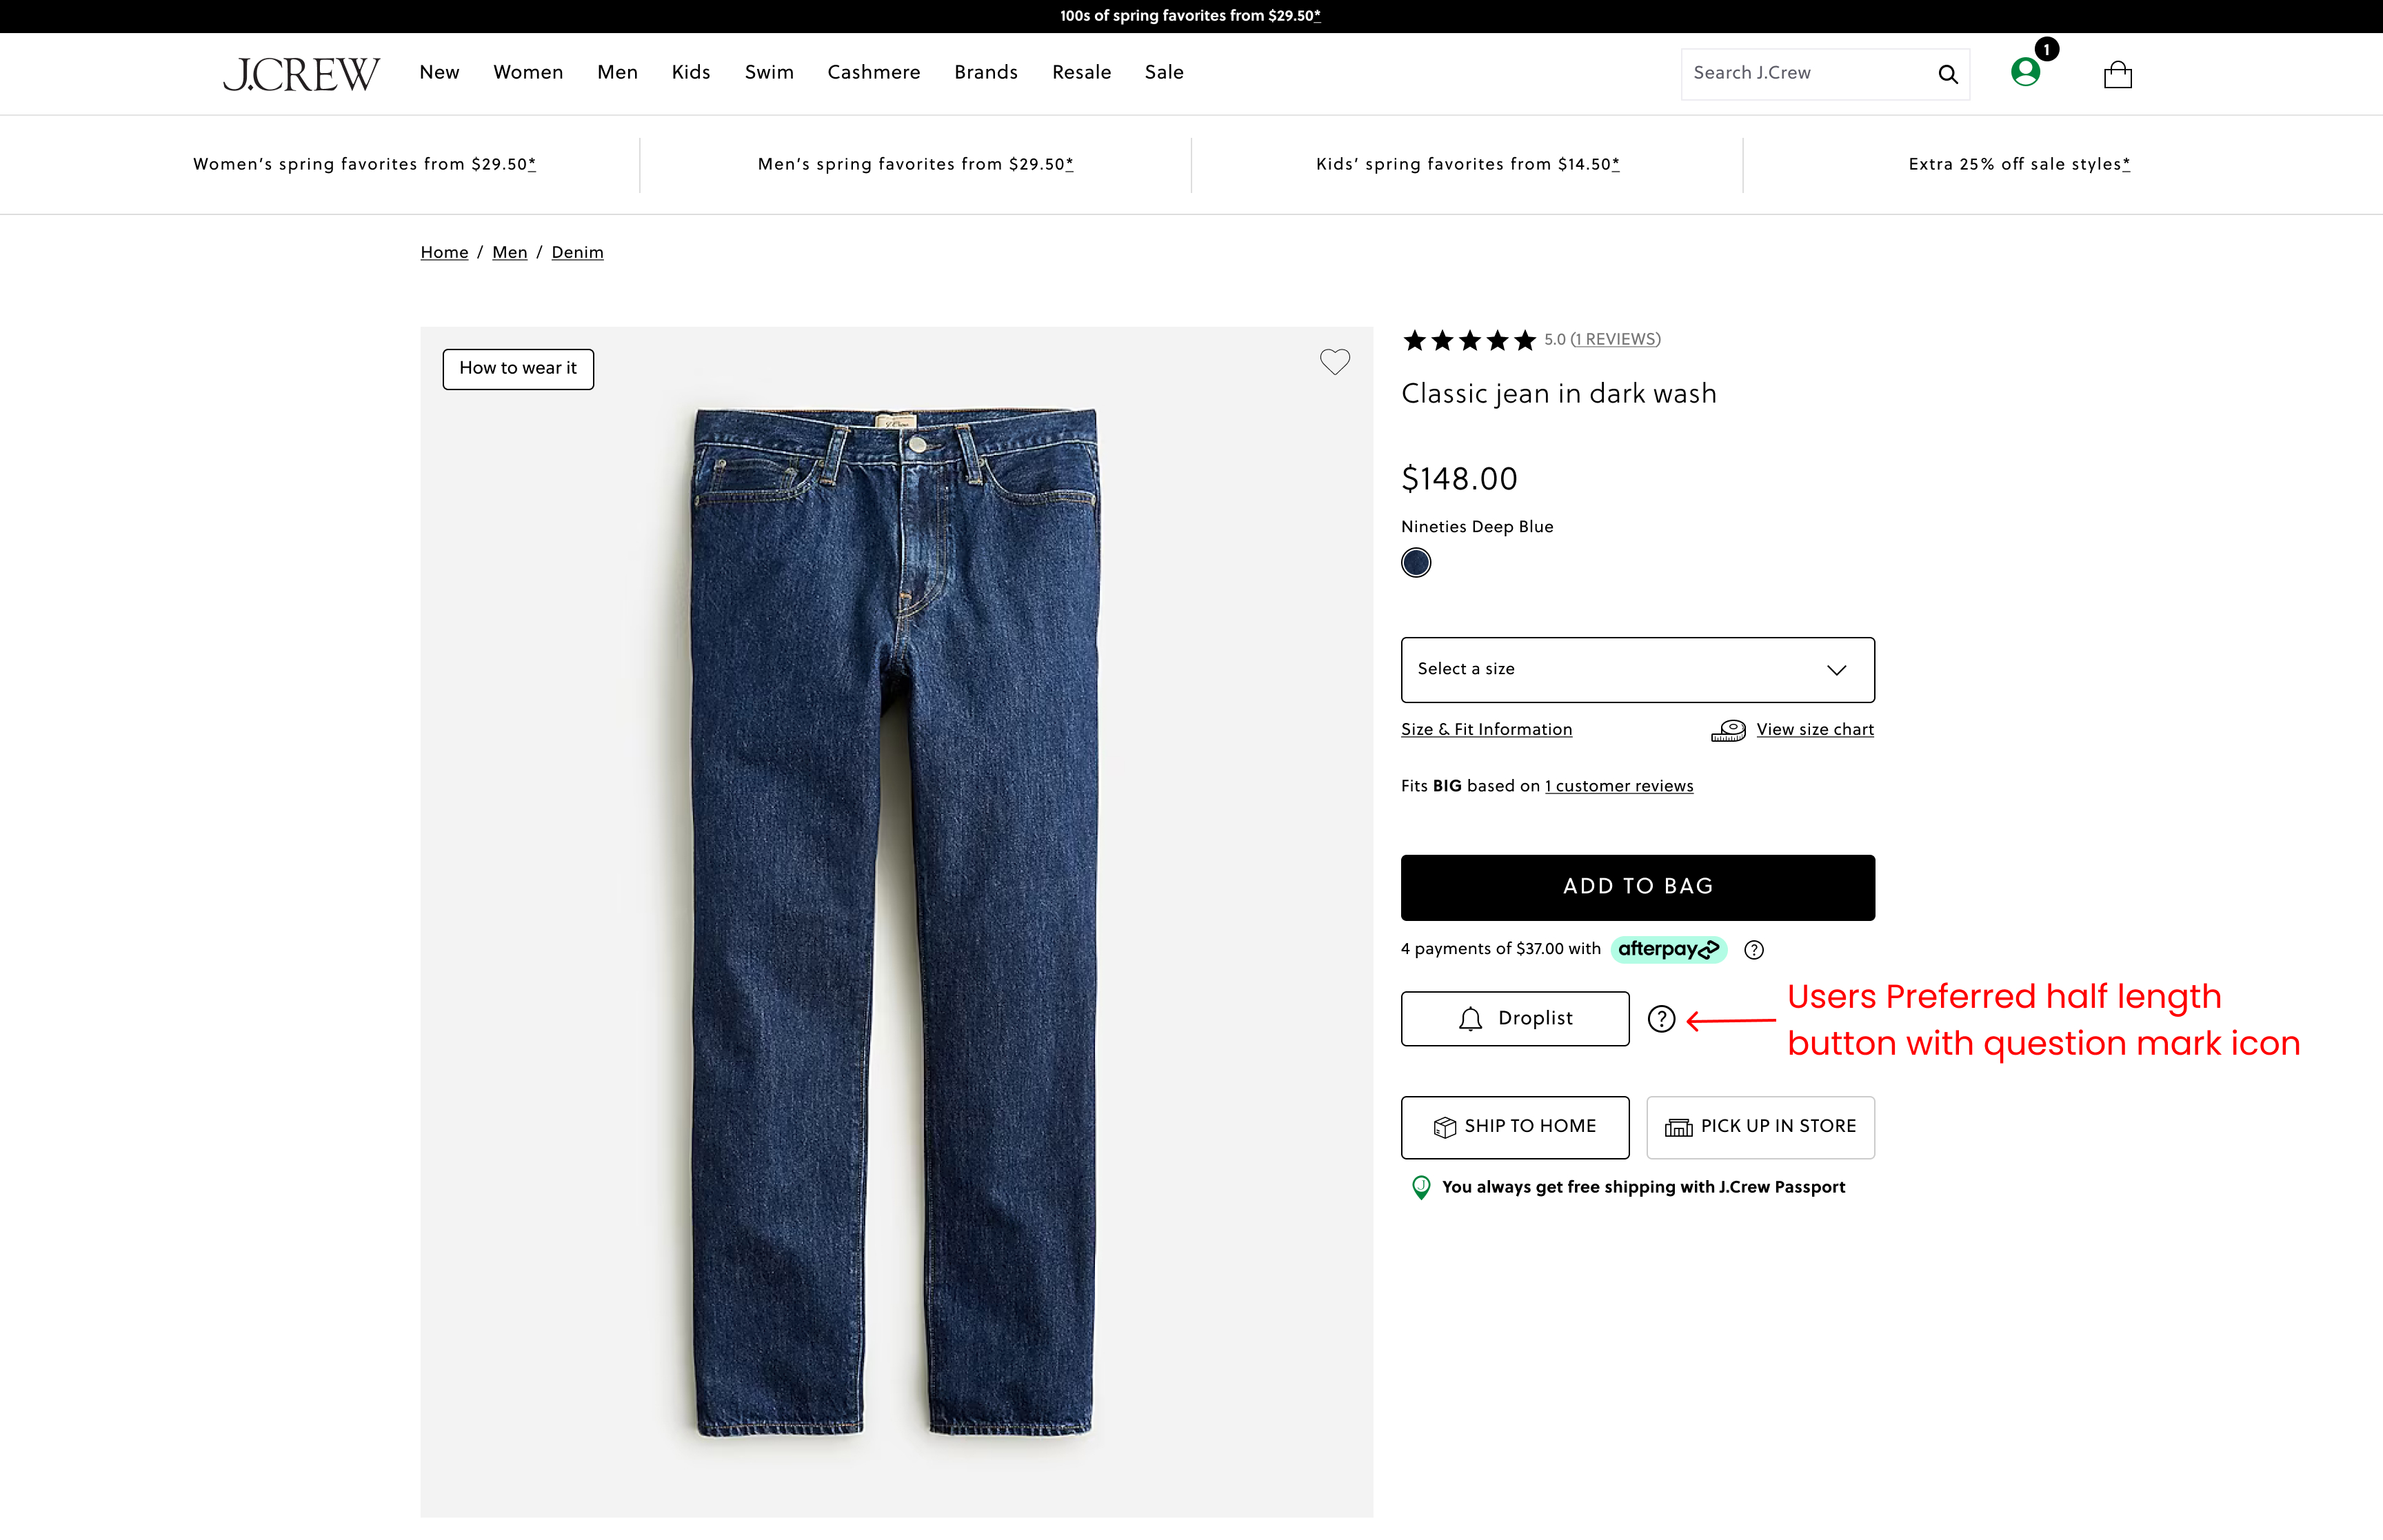 100s of spring favorites from $29.50*
J.CREW New Women Men Kids Swim Cashmere Brands Resale Sale Search J.Crew 1
Women's spring favorites from $29.50* Men's spring favorites from $29.50* Kids' spring favorites from $14.50* Extra 25% off sale styles*
Home / Men / Denim
How to wear it
5.0 (1 REVIEWS)
Classic jean in dark wash
$148.00
Nineties Deep Blue
Select a size
Size & Fit Information View size chart
Fits BIG based on 1 customer reviews
ADD TO BAG
4 payments of $37.00 with afterpay ?
Droplist ?
Users Preferred half length
button with question mark icon
SHIP TO HOME PICK UP IN STORE
You always get free shipping with J.Crew Passport